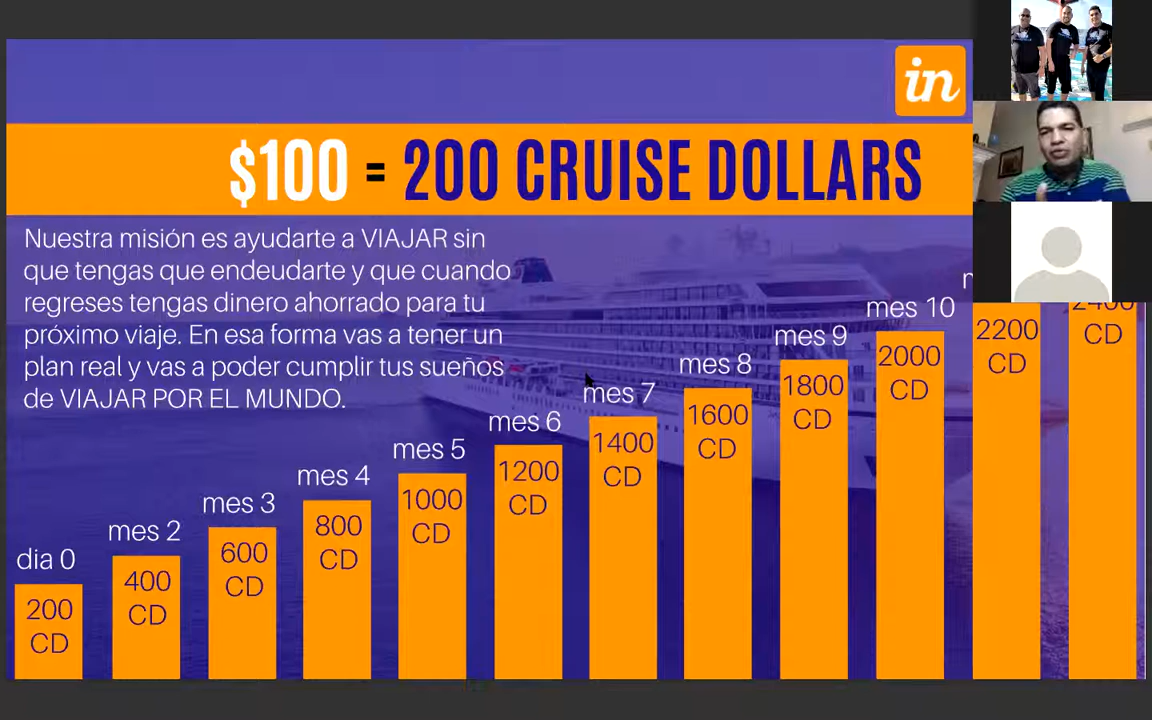 in
$100 = 200 CRUISE DOLLARS
Nuestra misión es ayudarte a VIAJAR sin
que tengas que endeudarte y que cuando
regreses tengas dinero ahorrado para tu
próximo viaje. En esa forma vas a tener un
plan real y vas a poder cumplir tus sueños
de VIAJAR POR EL MUNDO.
dia 0
200
CD
mes 2
400
CD
mes 3
600
CD
mes 4
800
CD
mes 5
1000
CD
mes 6
1200
CD
mes 7
1400
CD
mes 8
1600
CD
mes 9
1800
CD
mes 10
2000
CD
2200
CD
2400
CD